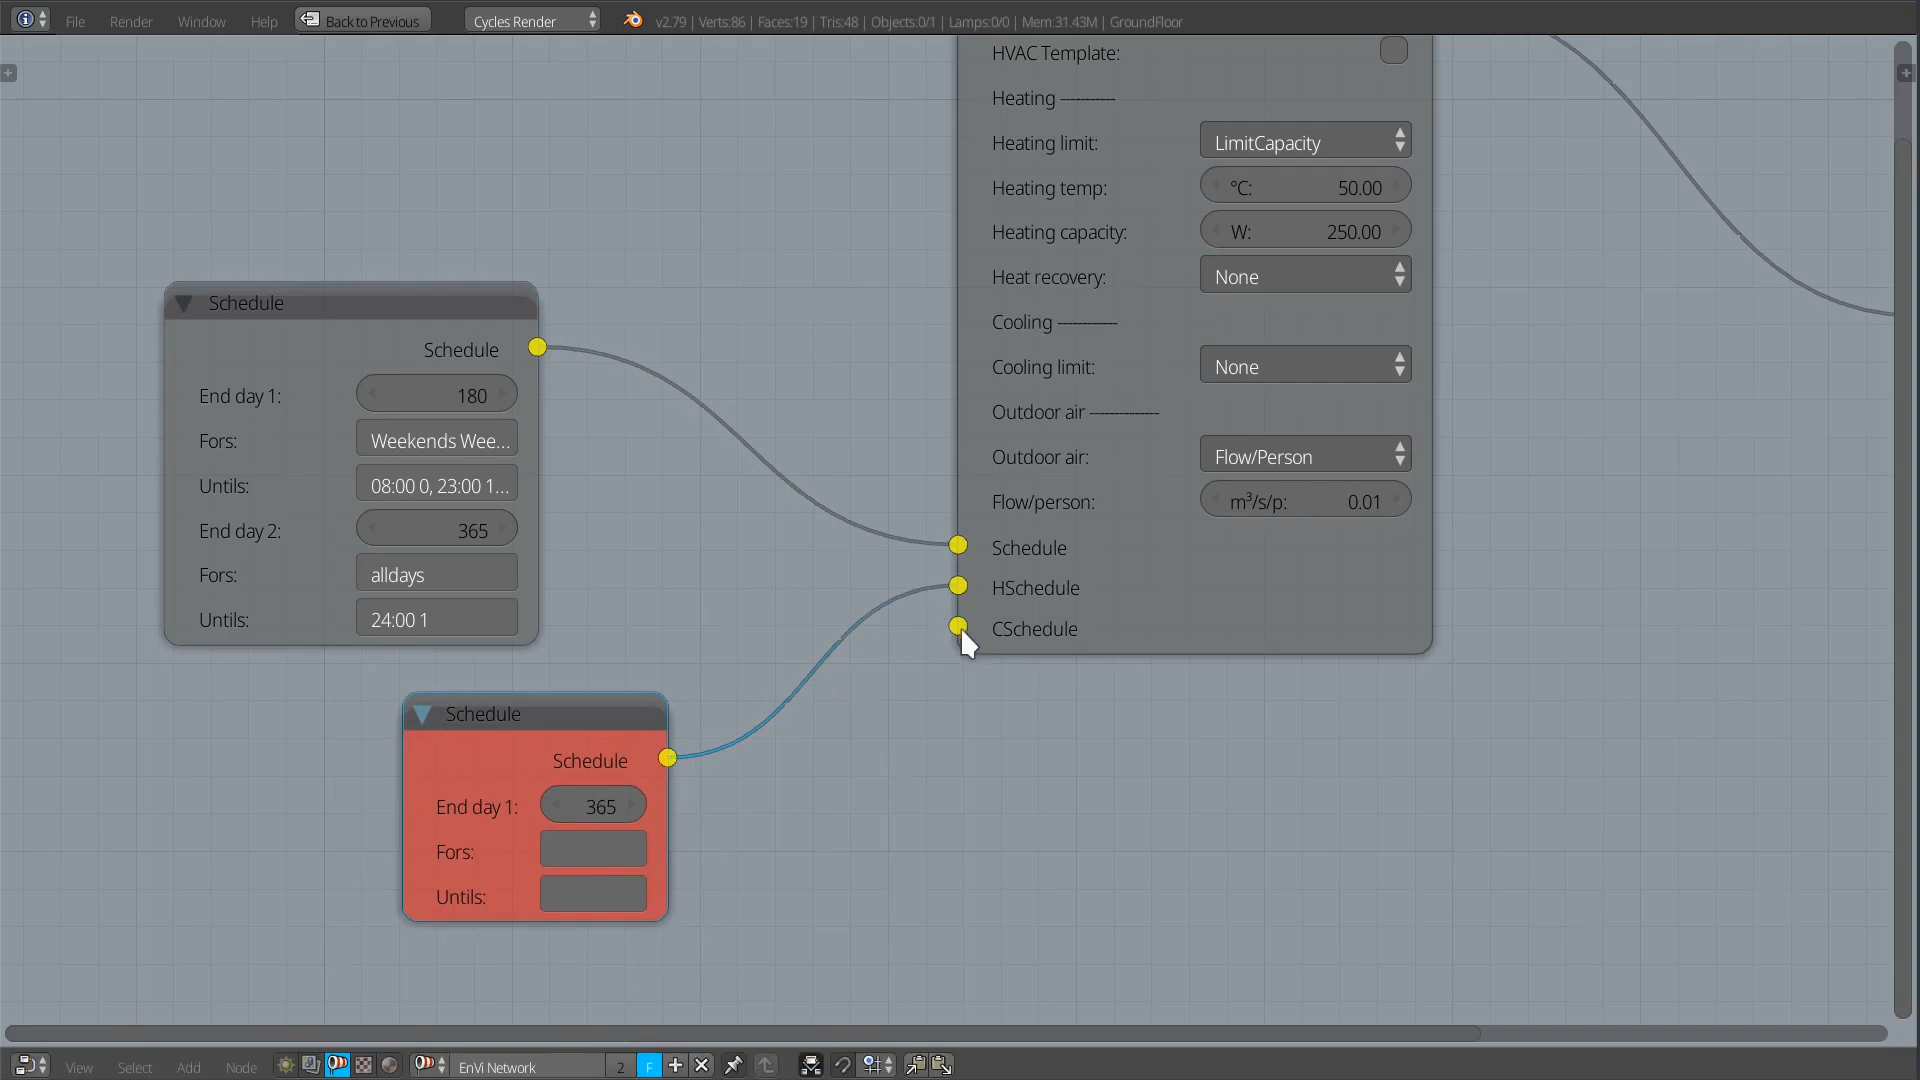 File Render Window Help Back to Previous Cycles Render v2.79 | Verts:86 | Faces:19 | Tris:48 | Objects:0/1 | Lamps:0/0 | Mem:31.43M | GroundFloor
HVAC Template:
Heating -----------
Heating limit: LimitCapacity
Heating temp: °C: 50.00
Heating capacity: W: 250.00
Heat recovery: None
Cooling ------------
Cooling limit: None
Outdoor air --------------
Outdoor air: Flow/Person
Flow/person: m³/s/p: 0.01
Schedule
HSchedule
CSchedule
Schedule
Schedule
End day 1: 180
Fors: Weekends Wee...
Untils: 08:00 0, 23:00 1...
End day 2: 365
Fors: alldays
Untils: 24:00 1
Schedule
Schedule
End day 1: 365
Fors:
Untils:
View Select Add Node EnVi Network 2 F